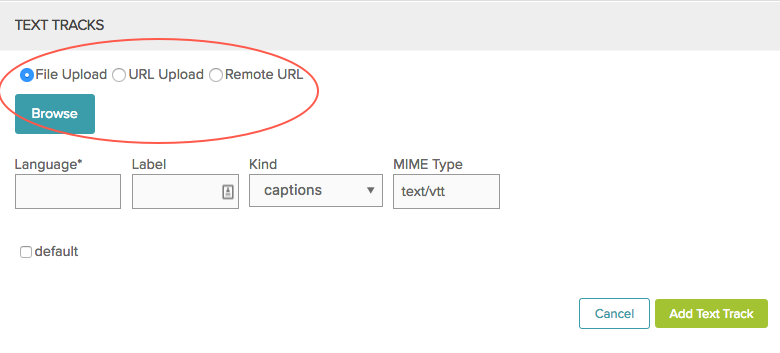 TEXT TRACKS
File Upload URL Upload Remote URL
Browse
Language* Label Kind MIME Type
captions text/vtt
default
Cancel Add Text Track